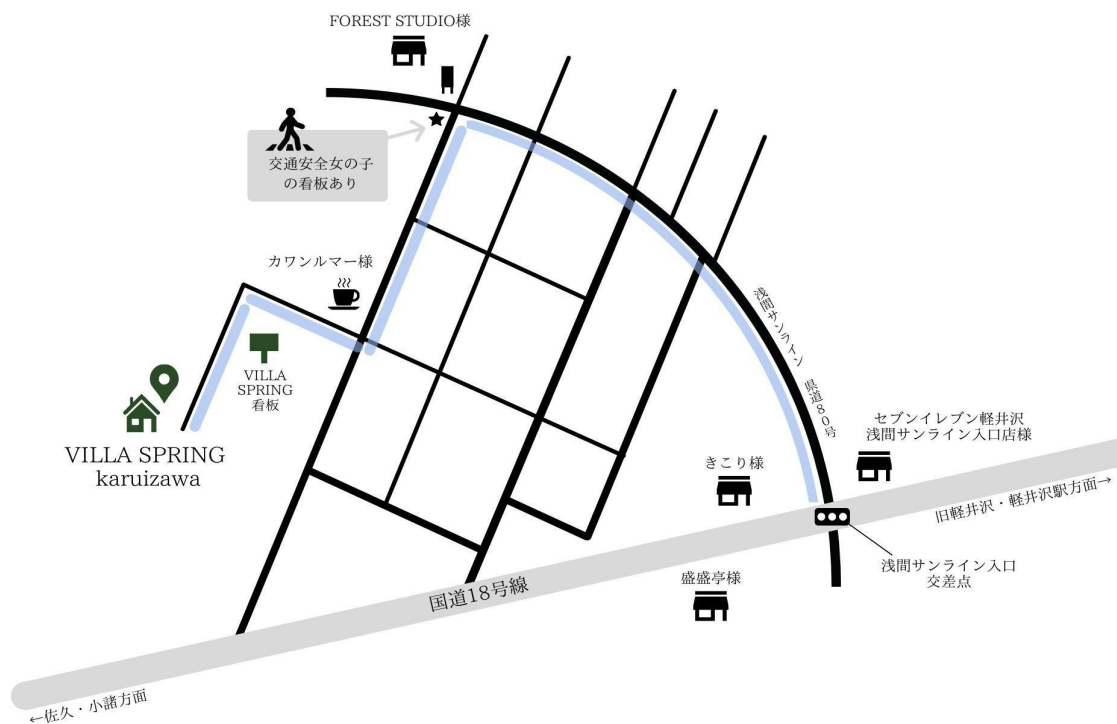 FOREST STUDIO様
交通安全女の子
の看板あり
カワンルマー様
VILLA
SPRING
看板
VILLA SPRING
karuizawa
浅間サンライン 県道80号
セブンイレブン軽井沢
浅間サンライン入口店様
きこり様
旧軽井沢・軽井沢駅方面→
浅間サンライン入口
交差点
盛盛亭様
国道18号線
←佐久・小諸方面